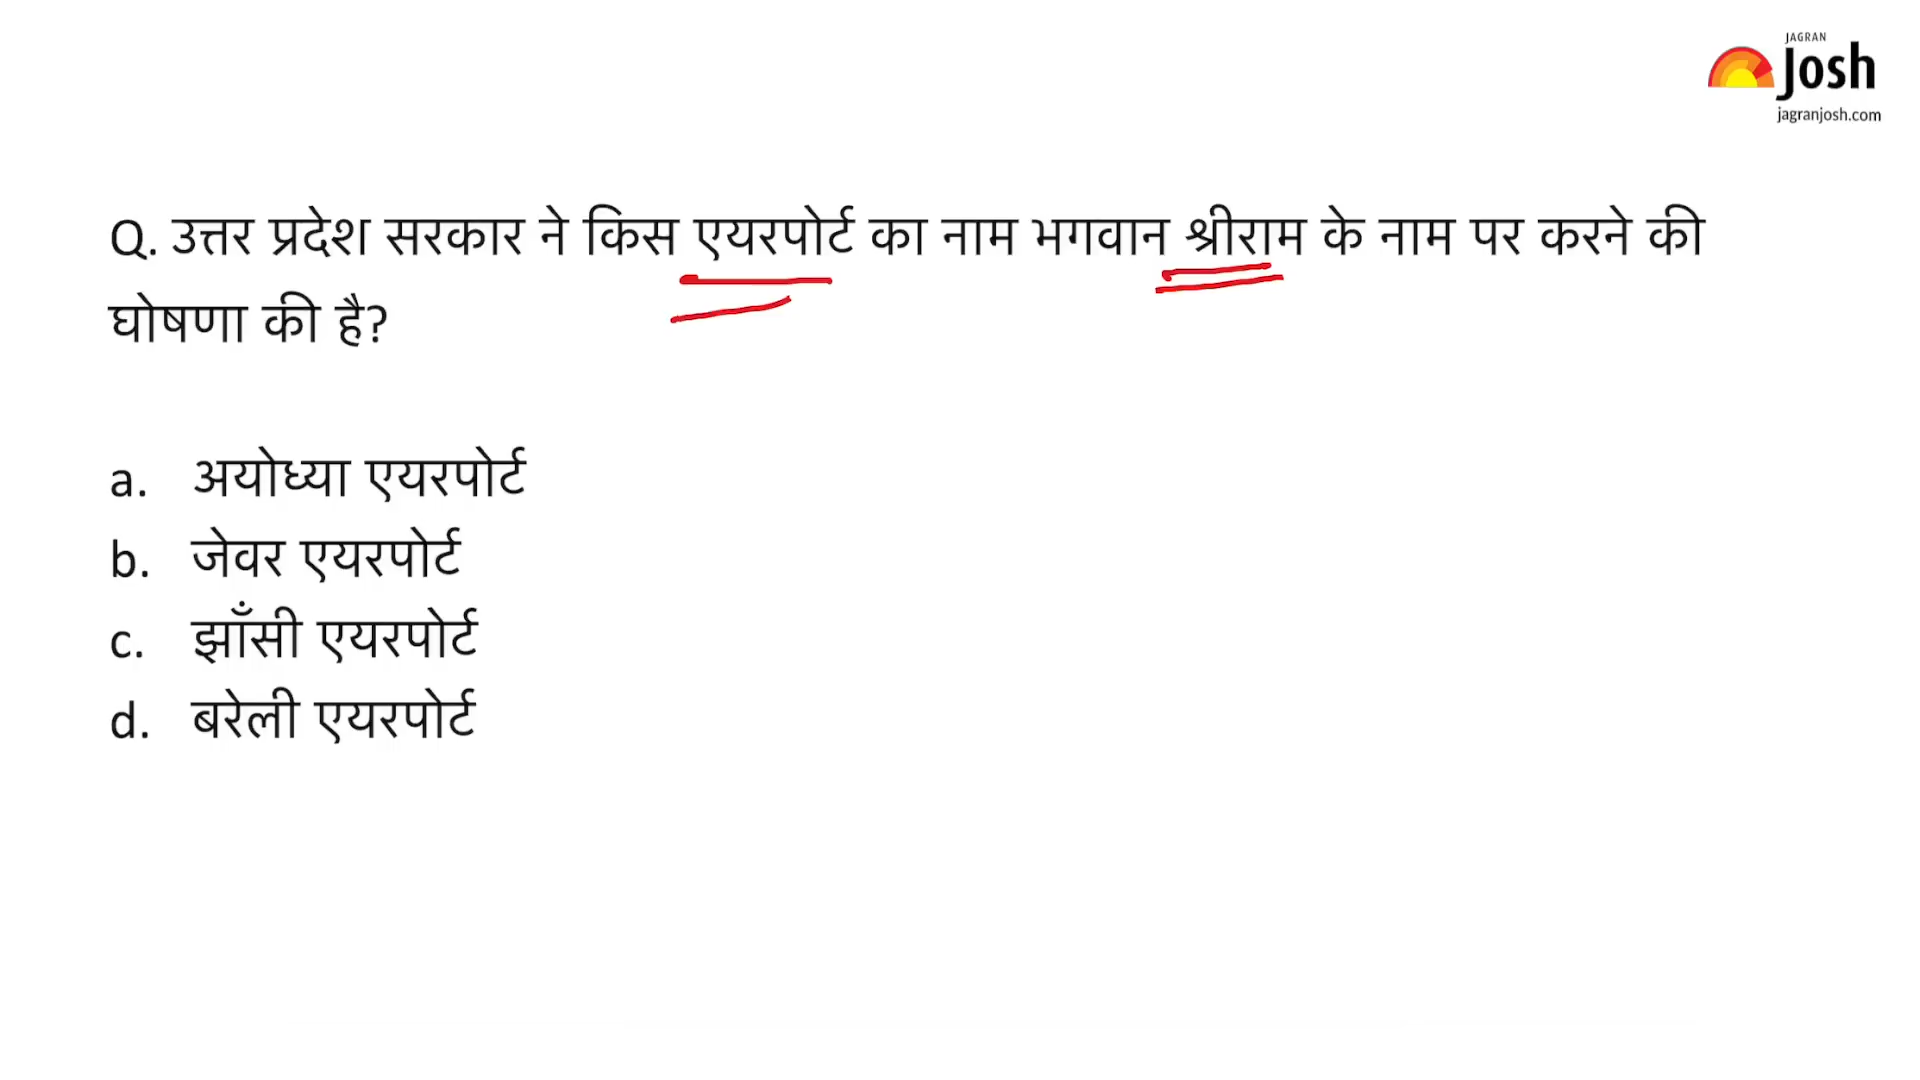 JAGRAN
Josh
jagranjosh.com
Q. उत्तर प्रदेश सरकार ने किस एयरपोर्ट का नाम भगवान श्रीराम के नाम पर करने की
घोषणा की है?
a. अयोध्या एयरपोर्ट
b. जेवर एयरपोर्ट
c. झाँसी एयरपोर्ट
d. बरेली एयरपोर्ट